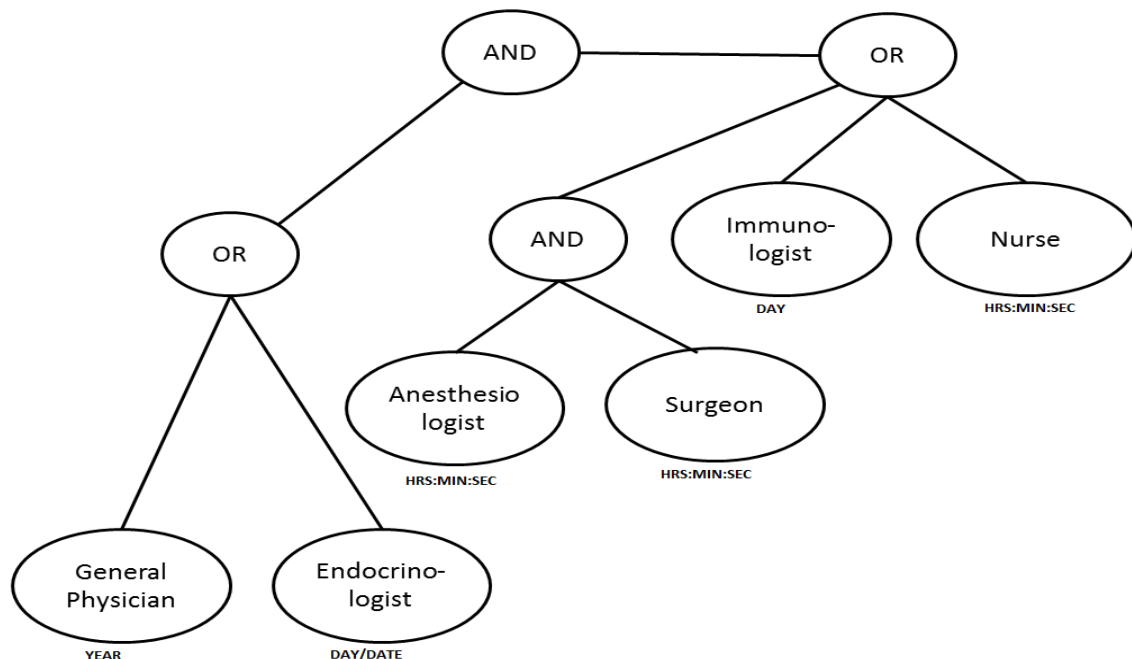 AND
OR
OR
AND
Immuno-
logist
Nurse
DAY
HRS:MIN:SEC
Anesthesio
logist
Surgeon
HRS:MIN:SEC
HRS:MIN:SEC
General
Physician
Endocrino-
logist
YEAR
DAY/DATE